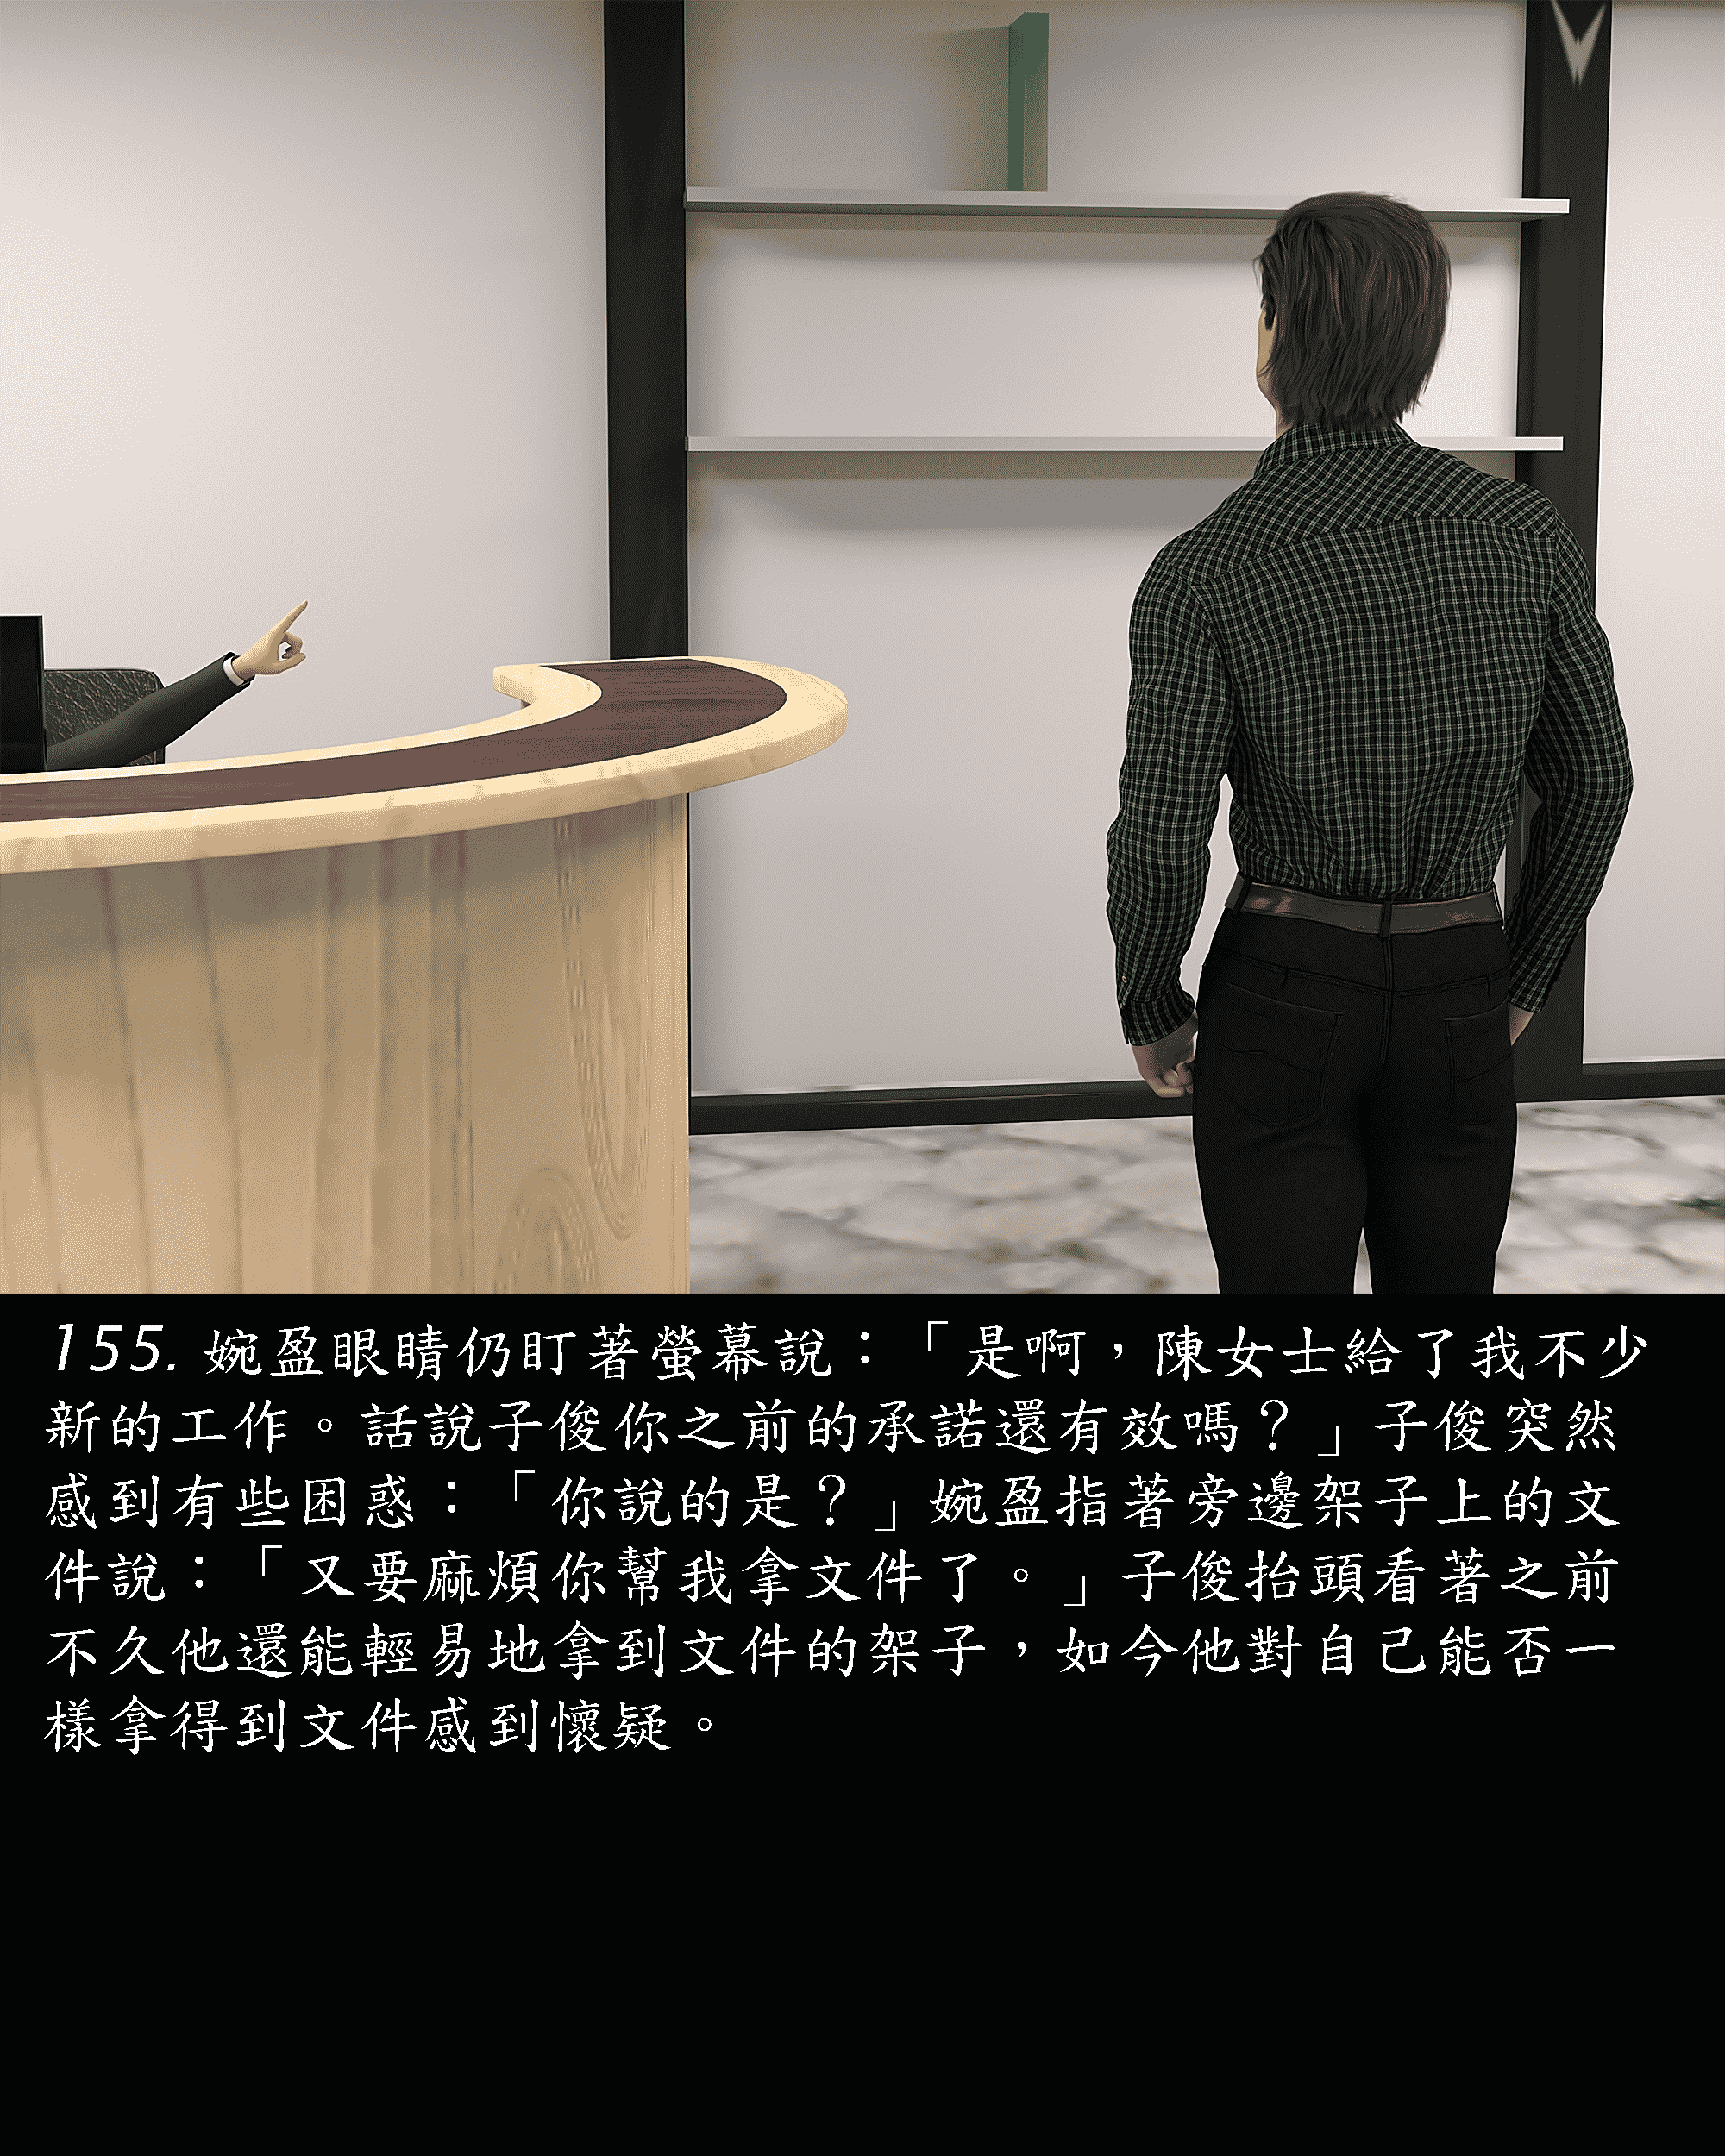 155. 婉盈眼睛仍盯著螢幕說：「是啊，陳女士給了我不少
新的工作。話說子俊你之前的承諾還有效嗎？」子俊突然
感到有些困惑：「你說的是？」婉盈指著旁邊架子上的文
件說：「又要麻煩你幫我拿文件了。」子俊抬頭看著之前
不久他還能輕易地拿到文件的架子，如今他對自己能否一
樣拿得到文件感到懷疑。